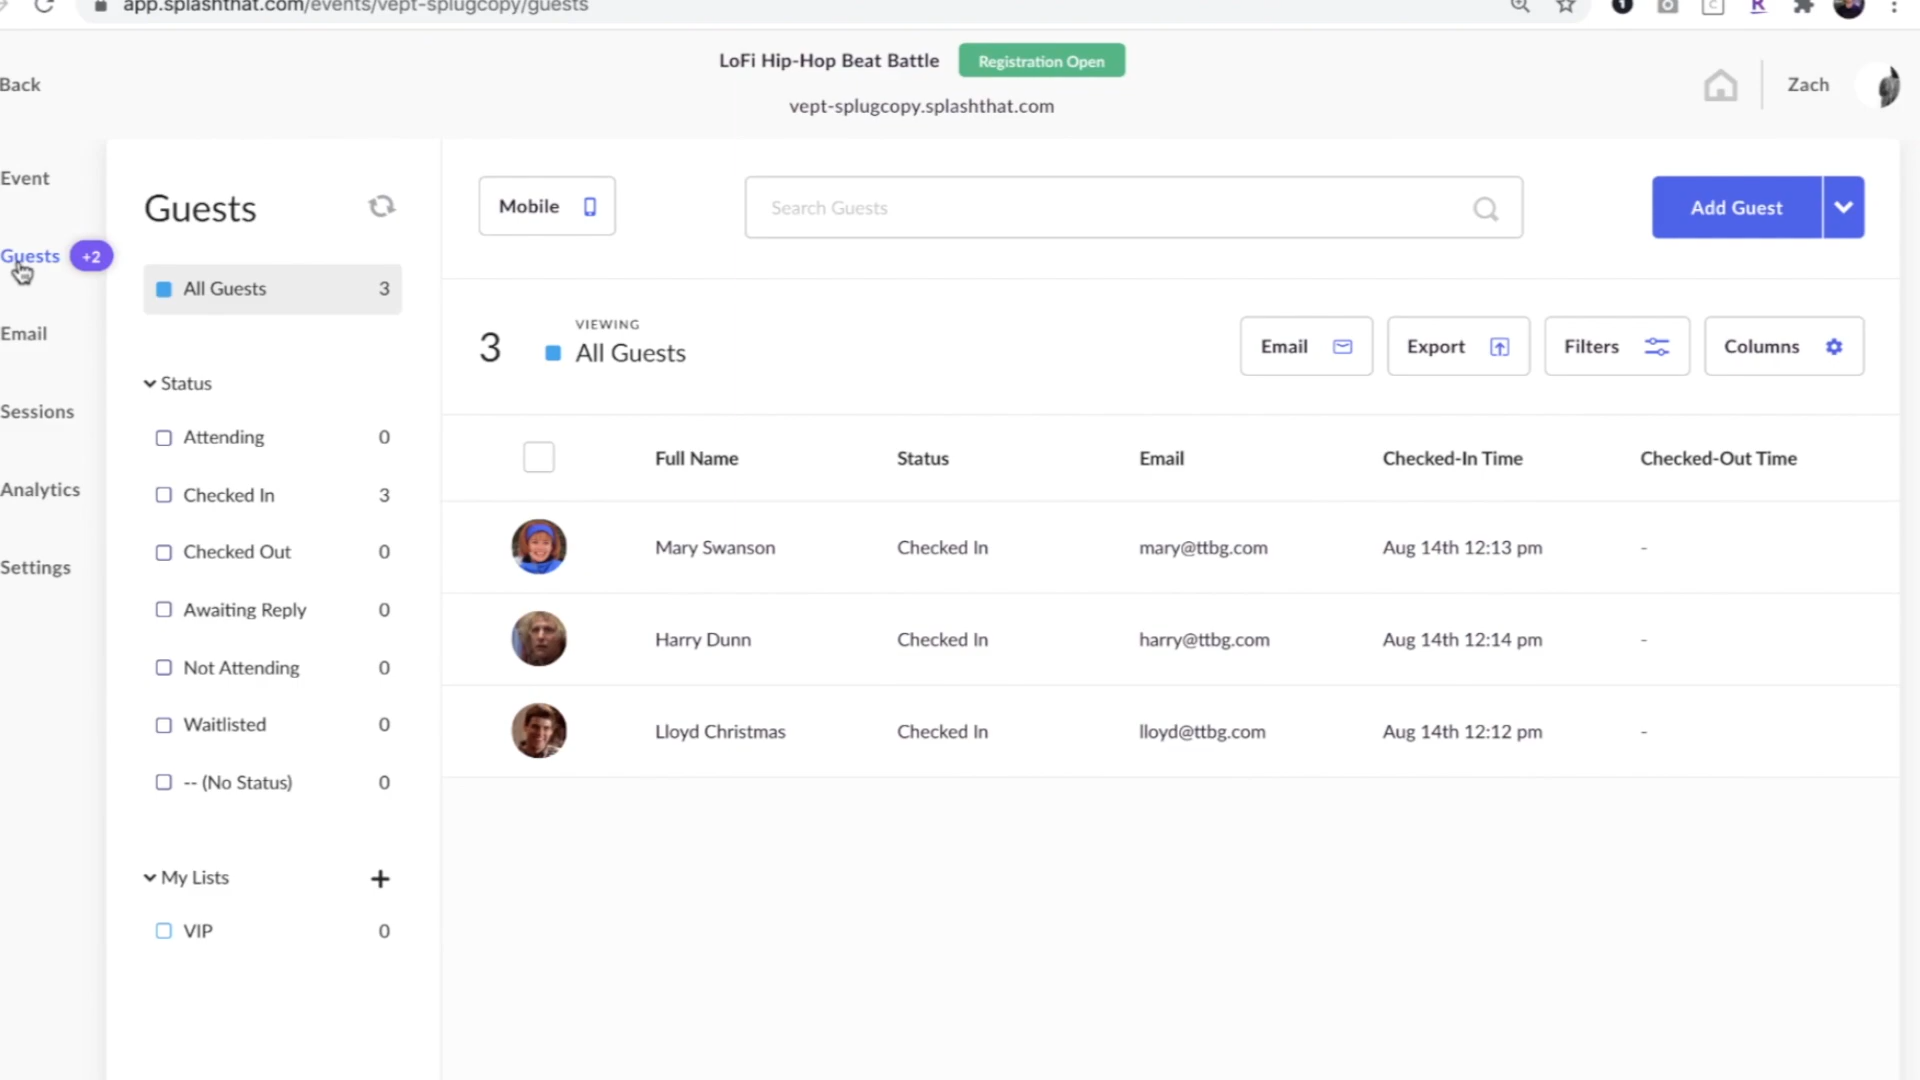 app.splashthat.com/events/vept-splugcopy/guests
LoFi Hip-Hop Beat Battle
Registration Open
vept-splugcopy.splashthat.com
Back
Zach
Event
Guests +2
Email
Sessions
Analytics
Settings
Guests
All Guests 3
Status
Attending 0
Checked In 3
Checked Out 0
Awaiting Reply 0
Not Attending 0
Waitlisted 0
-- (No Status) 0
My Lists +
VIP 0
Mobile
Search Guests
Add Guest
3
VIEWING
All Guests
Email
Export
Filters
Columns
Full Name Status Email Checked-In Time Checked-Out Time
Mary Swanson Checked In mary@ttbg.com Aug 14th 12:13 pm -
Harry Dunn Checked In harry@ttbg.com Aug 14th 12:14 pm -
Lloyd Christmas Checked In lloyd@ttbg.com Aug 14th 12:12 pm -